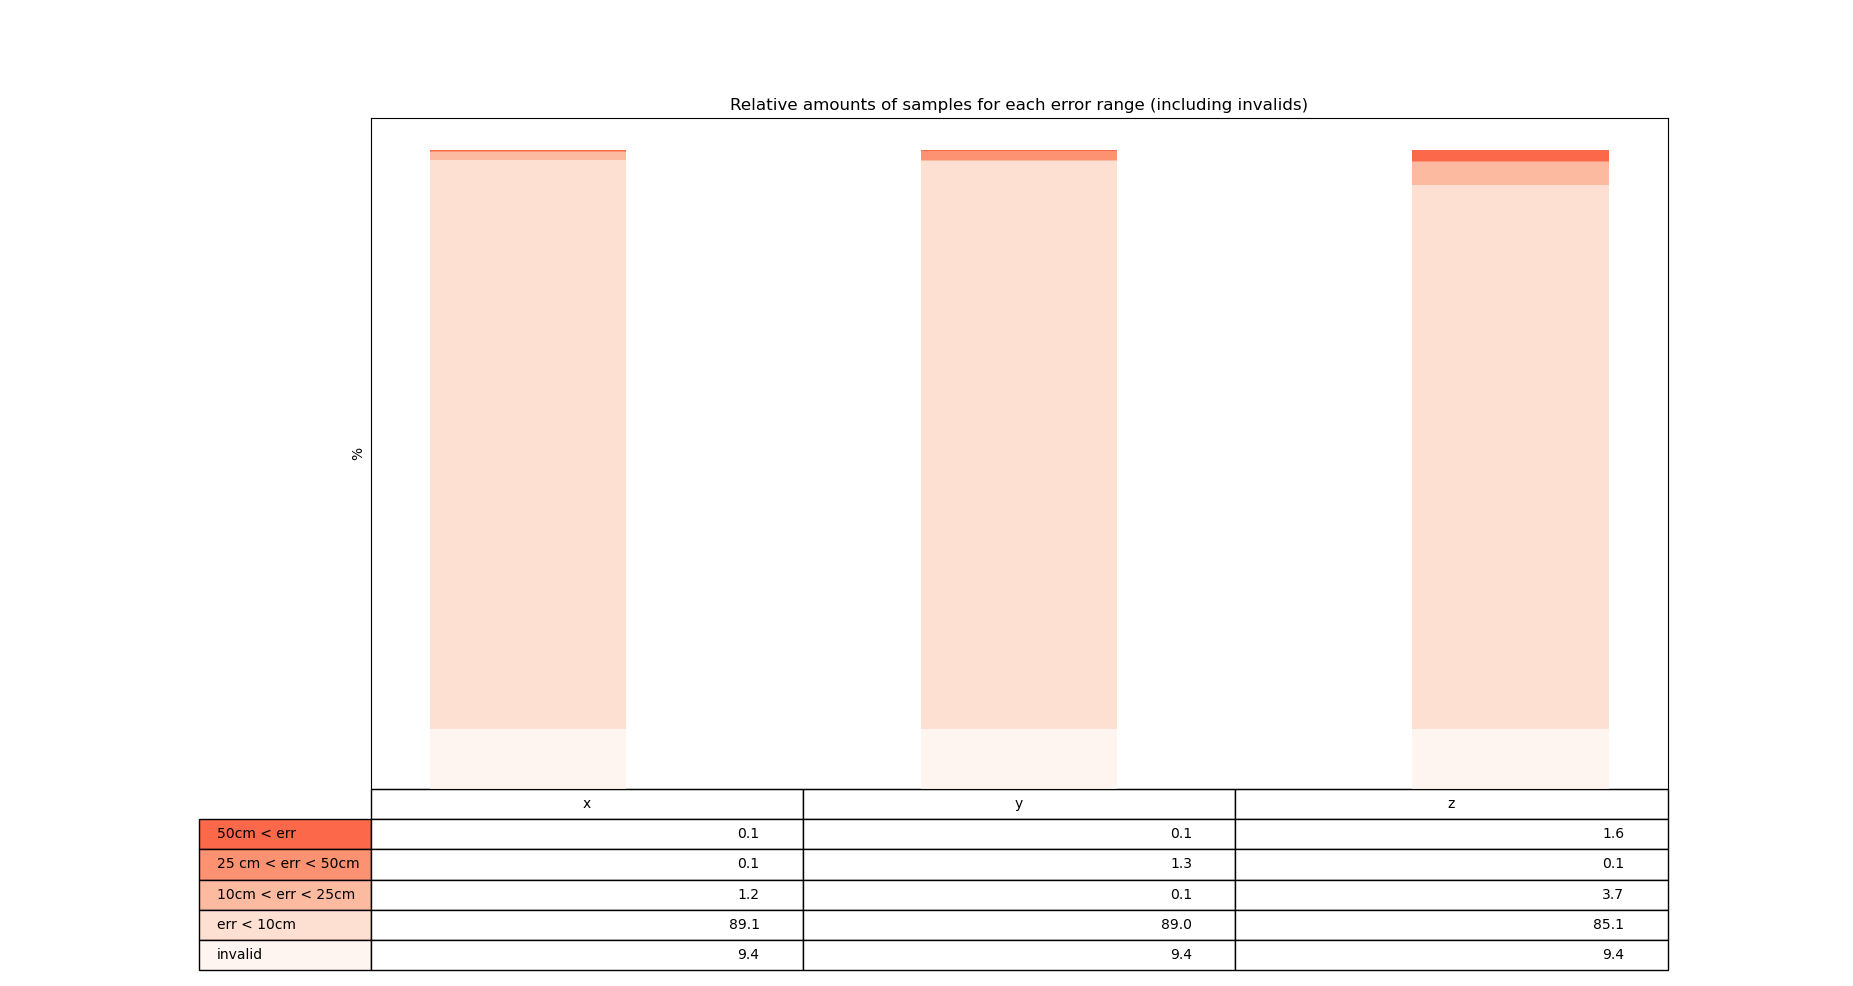 Relative amounts of samples for each error range (including invalids)
%
x y z
50cm < err 0.1 0.1 1.6
25 cm < err < 50cm 0.1 1.3 0.1
10cm < err < 25cm 1.2 0.1 3.7
err < 10cm 89.1 89.0 85.1
invalid 9.4 9.4 9.4